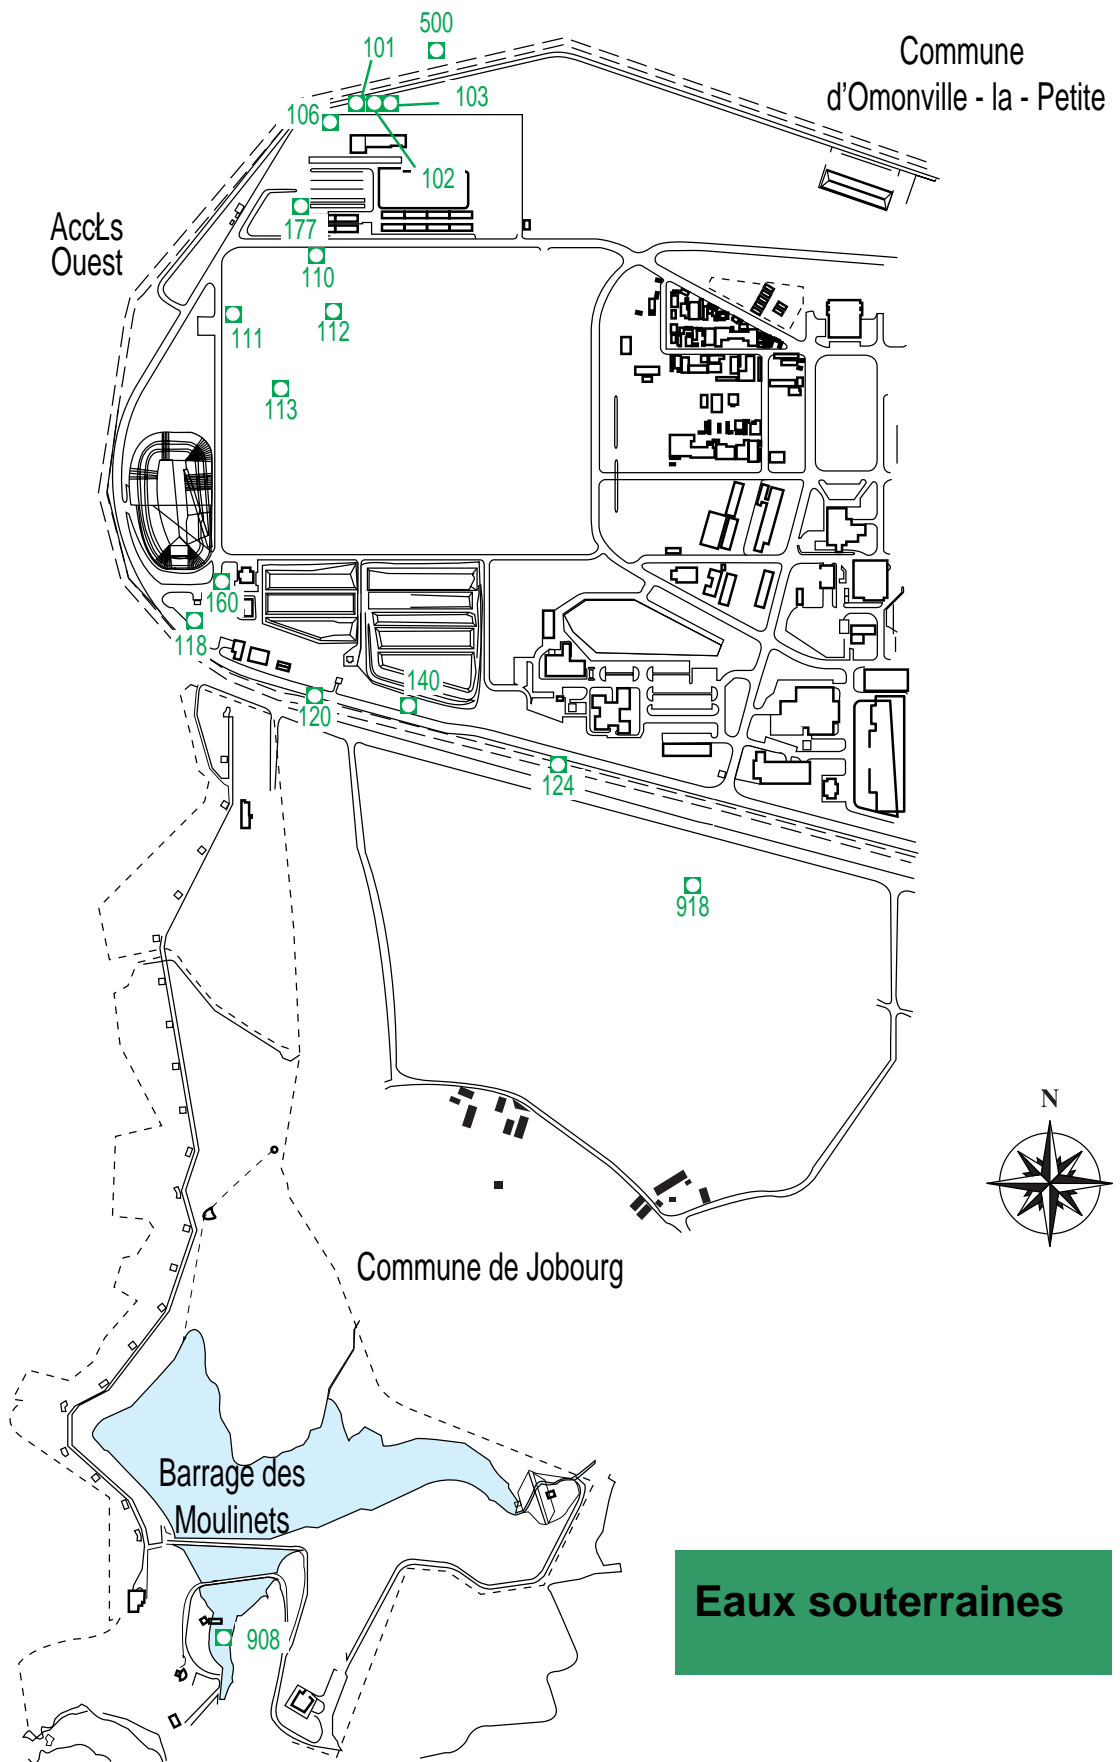 500
Commune
d'Omonville - la - Petite
101
103
106
102
177
AccŁs
Ouest
110
111
112
113
160
118
140
120
124
918
N
Commune de Jobourg
Barrage des
Moulinets
Eaux souterraines
908